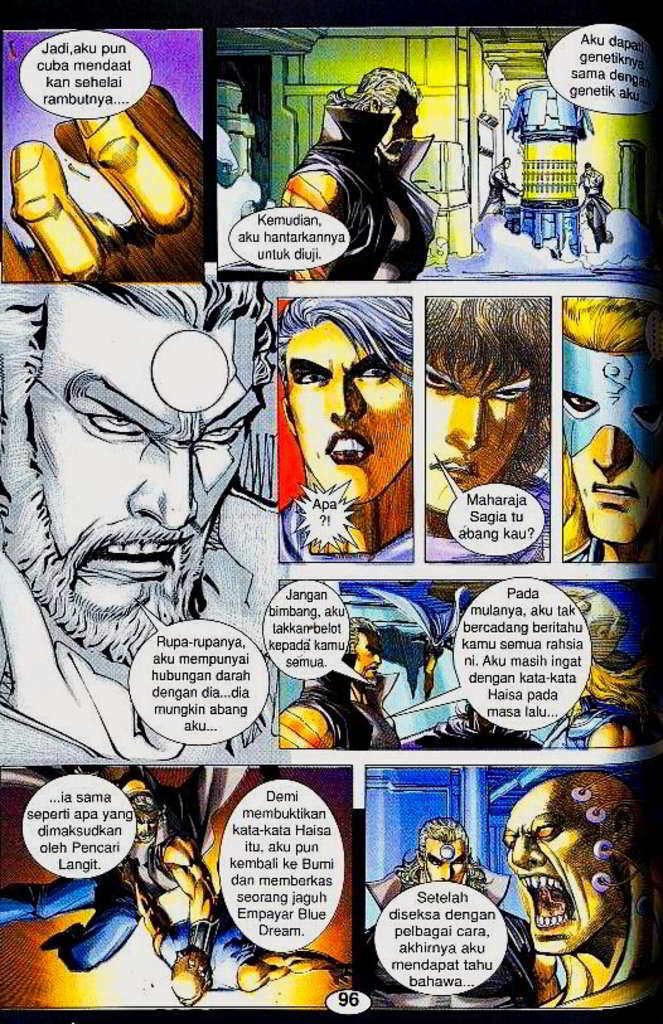 Jadi,aku pun
cuba mendaat
kan sehelai
rambutnya....
Aku dapati
genetiknya
sama dengan
genetik aku...
Kemudian,
aku hantarkannya
untuk diuji.
Rupa-rupanya,
aku mempunyai
hubungan darah
dengan dia...dia
mungkin abang
aku...
Apa
?!
Maharaja
Sagia tu
abang kau?
Jangan
bimbang, aku
takkan belot
kepada kamu
semua.
Pada
mulanya, aku tak
bercadang beritahu
kamu semua rahsia
ni. Aku masih ingat
dengan kata-kata
Haisa pada
masa lalu...
...ia sama
seperti apa yang
dimaksudkan
oleh Pencari
Langit.
Demi
membuktikan
kata-kata Haisa
itu, aku pun
kembali ke Bumi
dan memberkas
seorang jaguh
Empayar Blue
Dream.
Setelah
diseksa dengan
pelbagai cara,
akhirnya aku
mendapat tahu
bahawa...
96